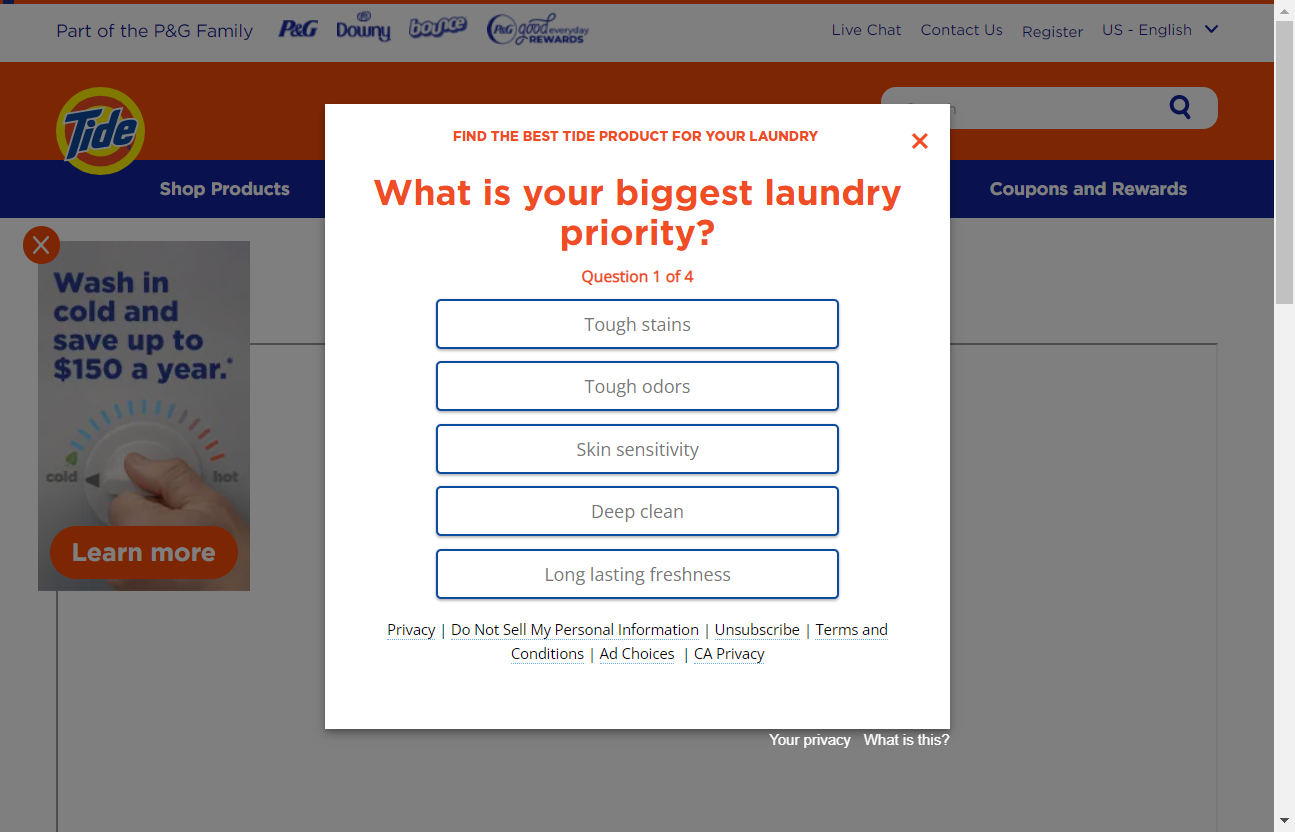 Part of the P&G Family
P&G
Downy
bounce
P&G good everyday
REWARDS
Live Chat
Contact Us
Register
US - English
Tide
Shop Products
Coupons and Rewards
FIND THE BEST TIDE PRODUCT FOR YOUR LAUNDRY
What is your biggest laundry
priority?
Question 1 of 4
Tough stains
Tough odors
Skin sensitivity
Deep clean
Long lasting freshness
Privacy | Do Not Sell My Personal Information | Unsubscribe | Terms and
Conditions | Ad Choices | CA Privacy
Your privacy What is this?
Wash in
cold and
save up to
$150 a year.*
cold
hot
Learn more